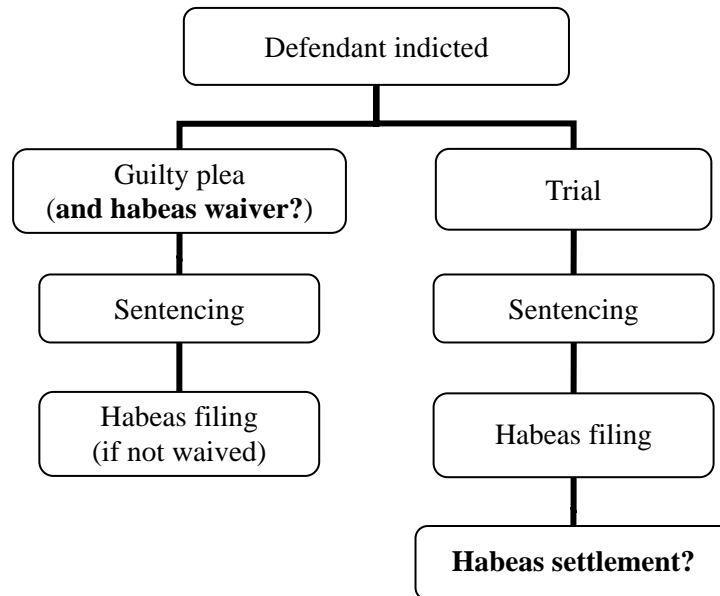 Defendant indicted
Guilty plea
(and habeas waiver?)
Trial
Sentencing
Sentencing
Habeas filing
(if not waived)
Habeas filing
Habeas settlement?